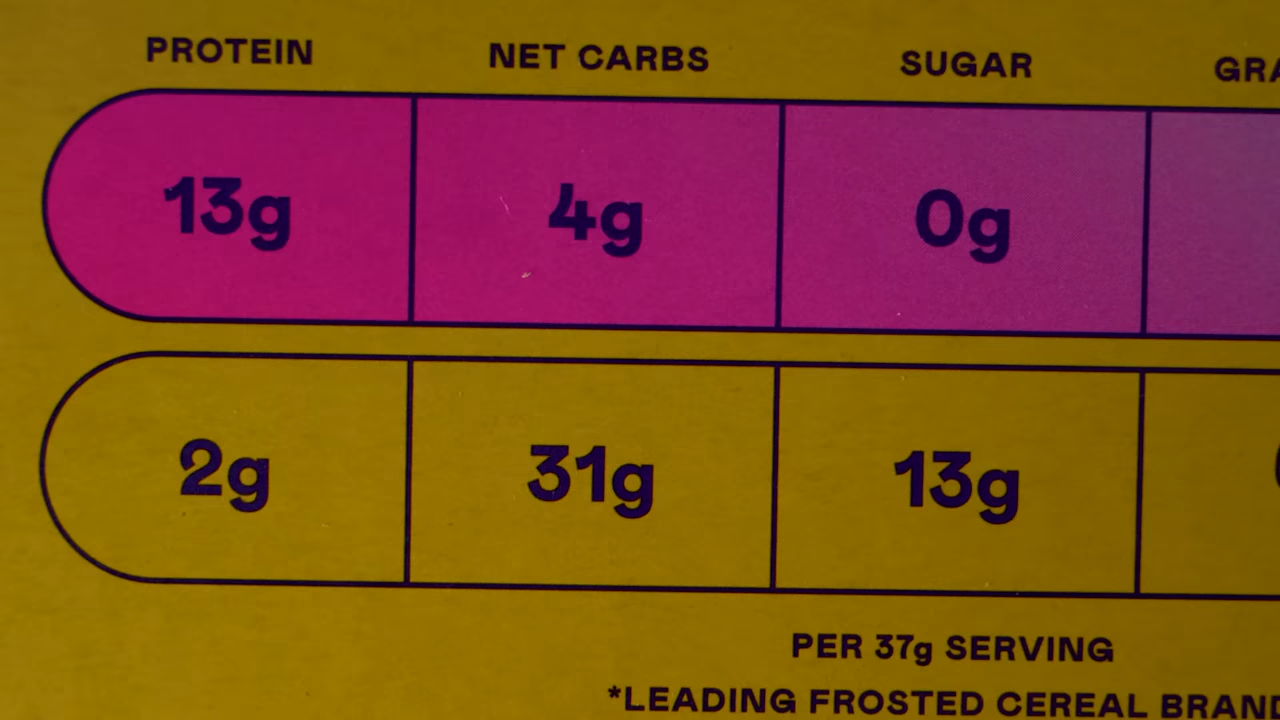 PROTEIN NET CARBS SUGAR
13g 4g 0g
2g 31g 13g
PER 37g SERVING
*LEADING FROSTED CEREAL BRAND